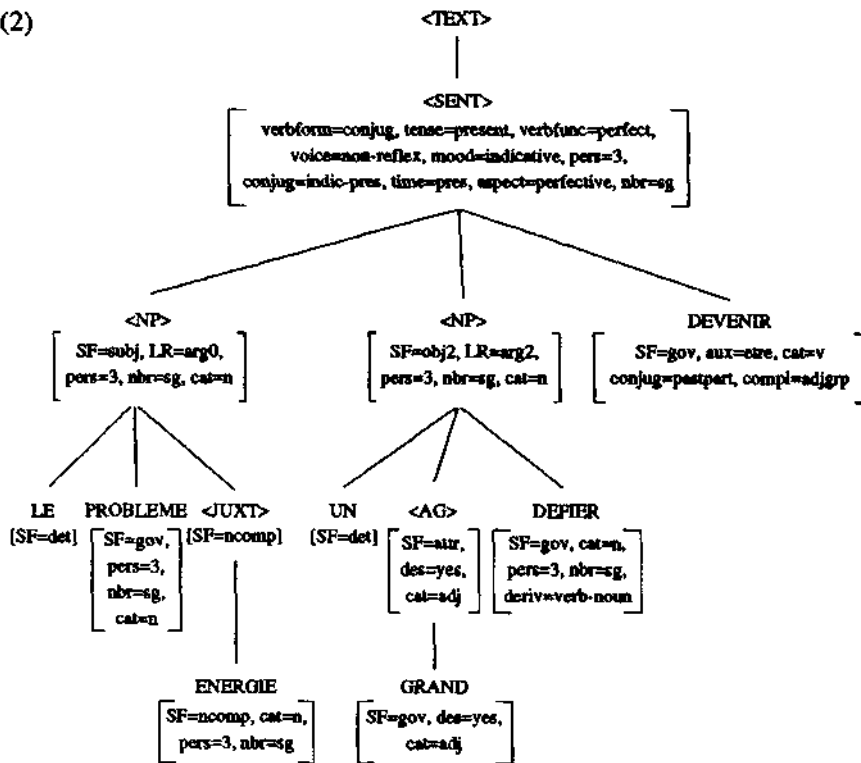 (2)
<TEXT>
<SENT>
verbform=conjug, tense=present, verbfunc=perfect,
voice=non-reflex, mood=indicative, pers=3,
conjug=indic-pres, time=pres, aspect=perfective, nbr=sg
<NP>
SF=subj, LR=arg0,
pers=3, nbr=sg, cat=n
<NP>
SF=obj2, LR=arg2,
pers=3, nbr=sg, cat=n
DEVENIR
SF=gov, aux=etre, cat=v
conjug=pastpart, compl=adjgrp
LE
[SF=det]
PROBLEME
SF=gov,
pers=3,
nbr=sg,
cat=n
<JUXT>
[SF=ncomp]
UN
[SF=det]
<AG>
SF=attr,
des=yes,
cat=adj
DEFIER
SF=gov, cat=n,
pers=3, nbr=sg,
deriv=verb-noun
ENERGIE
SF=ncomp, cat=n,
pers=3, nbr=sg
GRAND
SF=gov, des=yes,
cat=adj